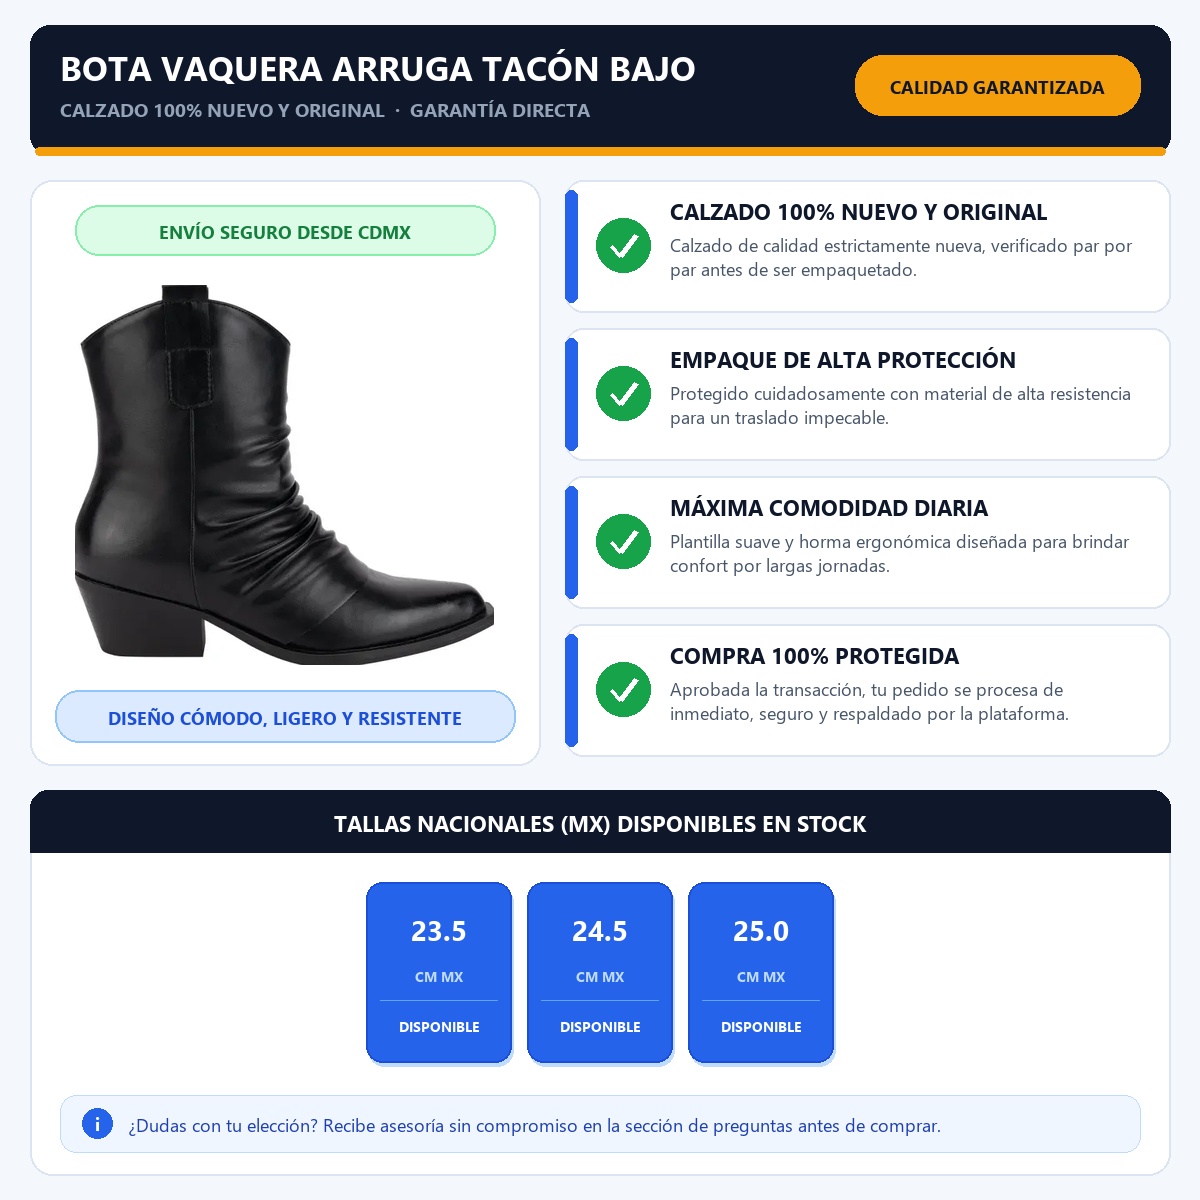 BOTA VAQUERA ARRUGA TACÓN BAJO
CALZADO 100% NUEVO Y ORIGINAL · GARANTÍA DIRECTA
CALIDAD GARANTIZADA
ENVÍO SEGURO DESDE CDMX
DISEÑO CÓMODO, LIGERO Y RESISTENTE
CALZADO 100% NUEVO Y ORIGINAL
Calzado de calidad estrictamente nueva, verificado par por
par antes de ser empaquetado.
EMPAQUE DE ALTA PROTECCIÓN
Protegido cuidadosamente con material de alta resistencia
para un traslado impecable.
MÁXIMA COMODIDAD DIARIA
Plantilla suave y horma ergonómica diseñada para brindar
confort por largas jornadas.
COMPRA 100% PROTEGIDA
Aprobada la transacción, tu pedido se procesa de
inmediato, seguro y respaldado por la plataforma.
TALLAS NACIONALES (MX) DISPONIBLES EN STOCK
23.5
CM MX
DISPONIBLE
24.5
CM MX
DISPONIBLE
25.0
CM MX
DISPONIBLE
¿Dudas con tu elección? Recibe asesoría sin compromiso en la sección de preguntas antes de comprar.